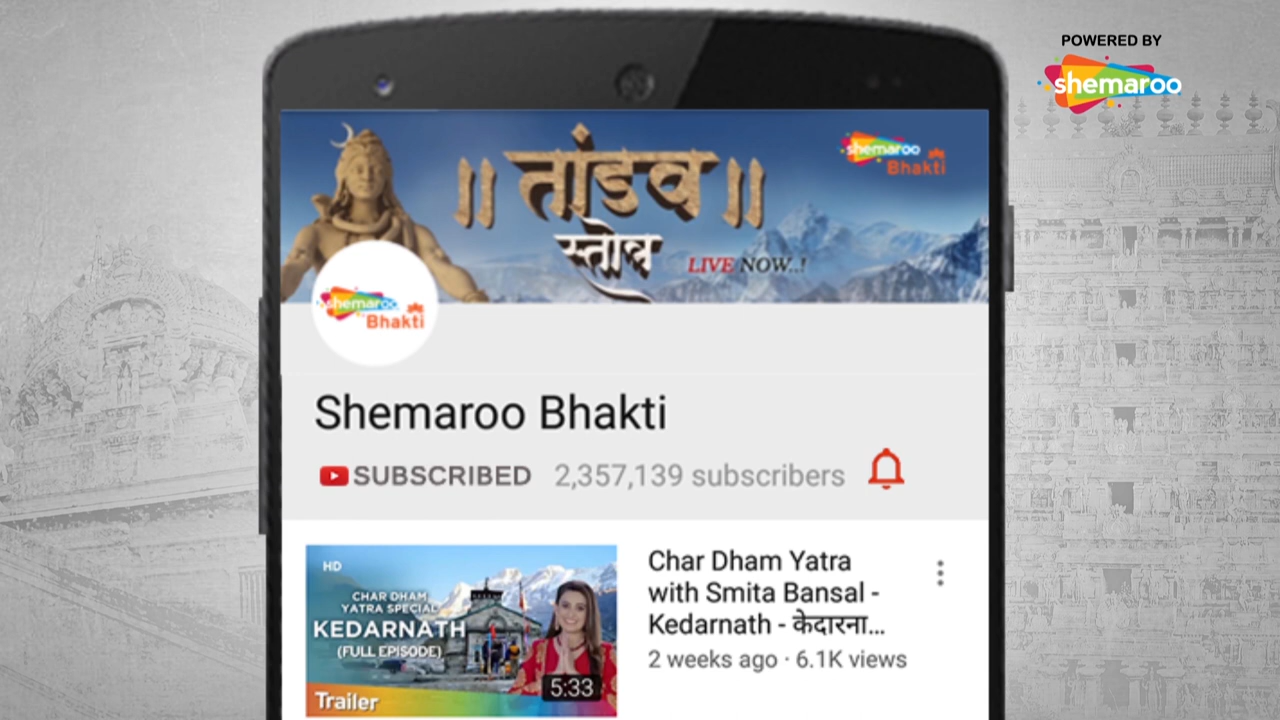 POWERED BY
shemaroo
shemaroo
Bhakti
॥ तांडव ॥
स्तोत्र
LIVE NOW..!
shemaroo
Bhakti
Shemaroo Bhakti
SUBSCRIBED 2,357,139 subscribers
HD
CHAR DHAM
YATRA SPECIAL
KEDARNATH
(FULL EPISODE)
Trailer
5:33
Char Dham Yatra
with Smita Bansal -
Kedarnath - केदारना...
2 weeks ago · 6.1K views